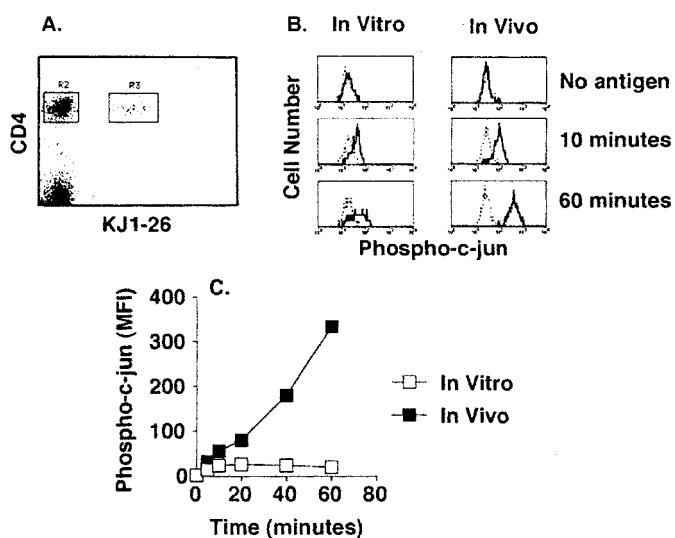 A.
R2 R3
CD4
KJ1-26
B. In Vitro In Vivo
Cell Number
No antigen
10 minutes
60 minutes
Phospho-c-jun
C.
Phospho-c-jun (MFI)
400
300
200
100
0
0 20 40 60 80
Time (minutes)
In Vitro
In Vivo